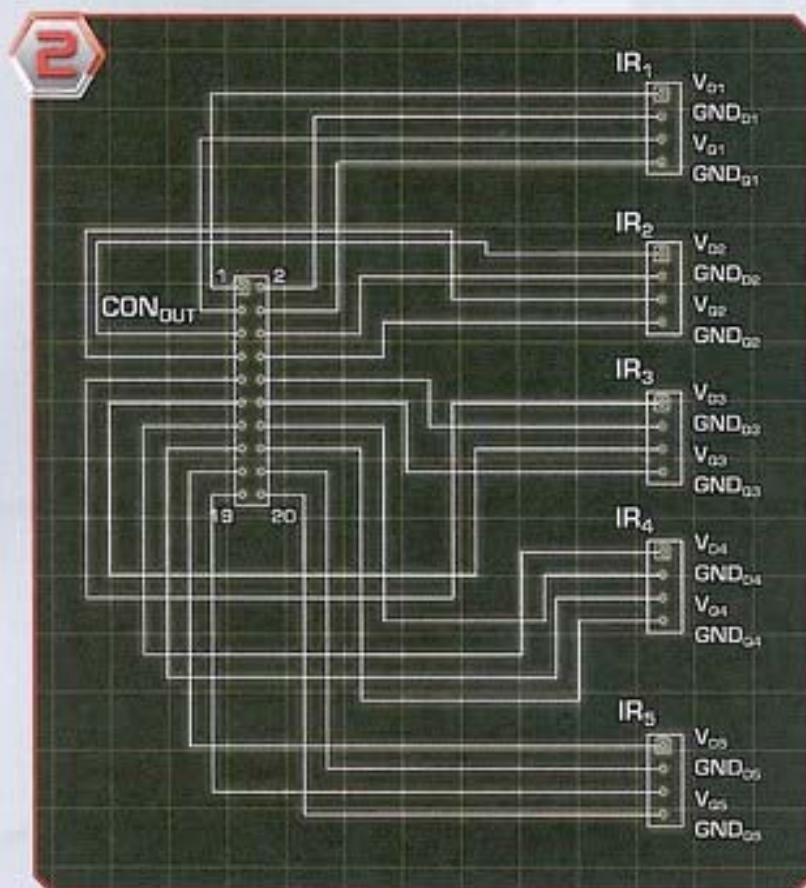 2
IR1
VD1
GNDD1
VQ1
GNDQ1
IR2
VD2
GNDD2
VQ2
GNDQ2
1 2
CONOUT
IR3
VD3
GNDD3
VQ3
GNDQ3
19 20
IR4
VD4
GNDD4
VQ4
GNDQ4
IR5
VD5
GNDD5
VQ5
GNDQ5